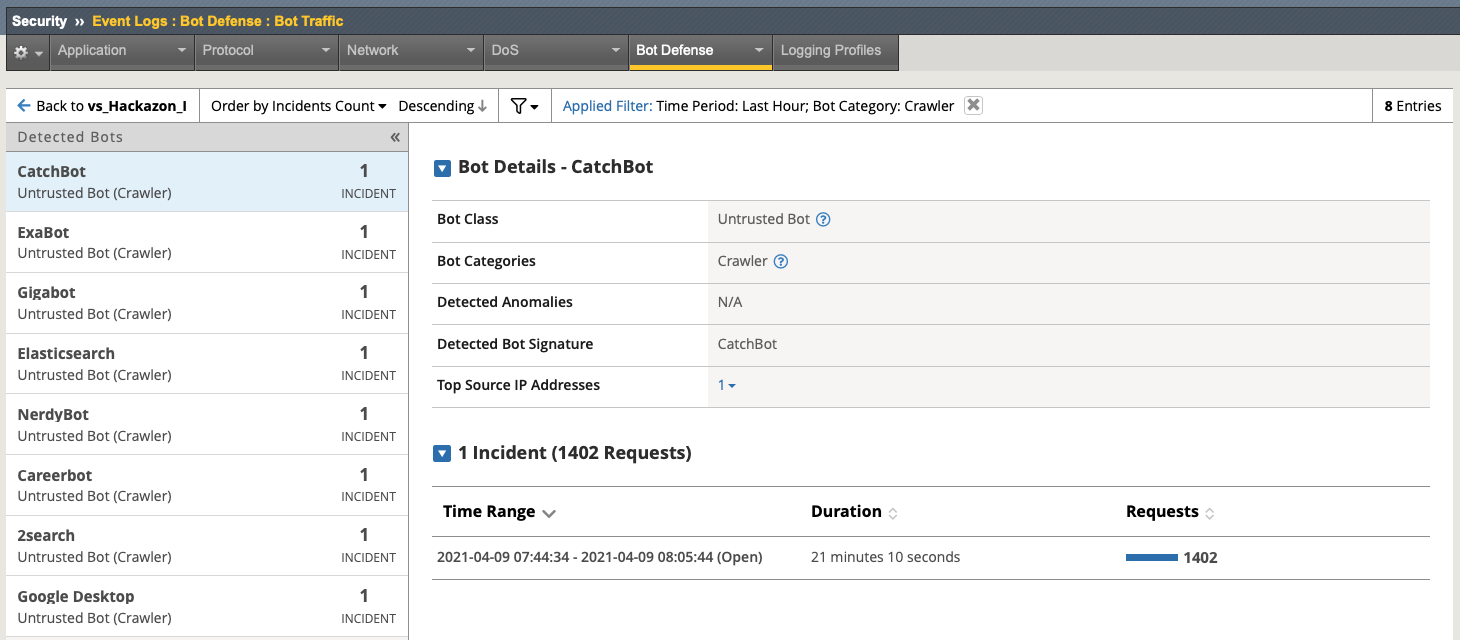 Security » Event Logs : Bot Defense : Bot Traffic
Application Protocol Network DoS Bot Defense Logging Profiles
Back to vs_Hackazon_I Order by Incidents Count Descending Applied Filter: Time Period: Last Hour; Bot Category: Crawler 8 Entries
Detected Bots «
CatchBot 1
Untrusted Bot (Crawler) INCIDENT
ExaBot 1
Untrusted Bot (Crawler) INCIDENT
Gigabot 1
Untrusted Bot (Crawler) INCIDENT
Elasticsearch 1
Untrusted Bot (Crawler) INCIDENT
NerdyBot 1
Untrusted Bot (Crawler) INCIDENT
Careerbot 1
Untrusted Bot (Crawler) INCIDENT
2search 1
Untrusted Bot (Crawler) INCIDENT
Google Desktop 1
Untrusted Bot (Crawler) INCIDENT
Bot Details - CatchBot
Bot Class Untrusted Bot ?
Bot Categories Crawler ?
Detected Anomalies N/A
Detected Bot Signature CatchBot
Top Source IP Addresses 1
1 Incident (1402 Requests)
Time Range Duration Requests
2021-04-09 07:44:34 - 2021-04-09 08:05:44 (Open) 21 minutes 10 seconds 1402